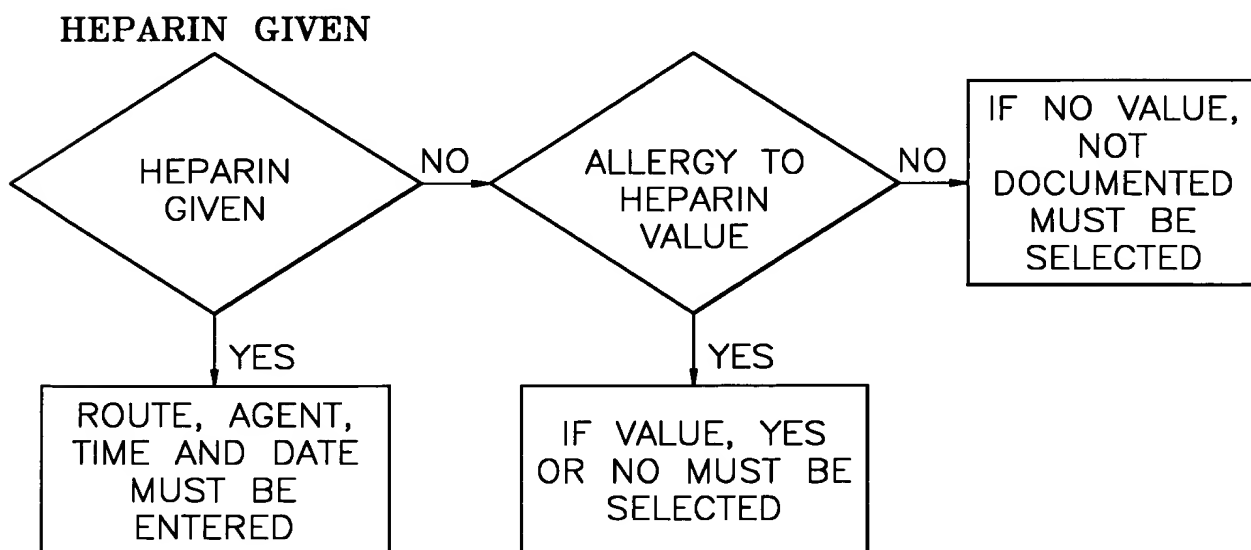 HEPARIN GIVEN
HEPARIN
GIVEN
NO
ALLERGY TO
HEPARIN
VALUE
NO
IF NO VALUE,
NOT
DOCUMENTED
MUST BE
SELECTED
YES
ROUTE, AGENT,
TIME AND DATE
MUST BE
ENTERED
YES
IF VALUE, YES
OR NO MUST BE
SELECTED